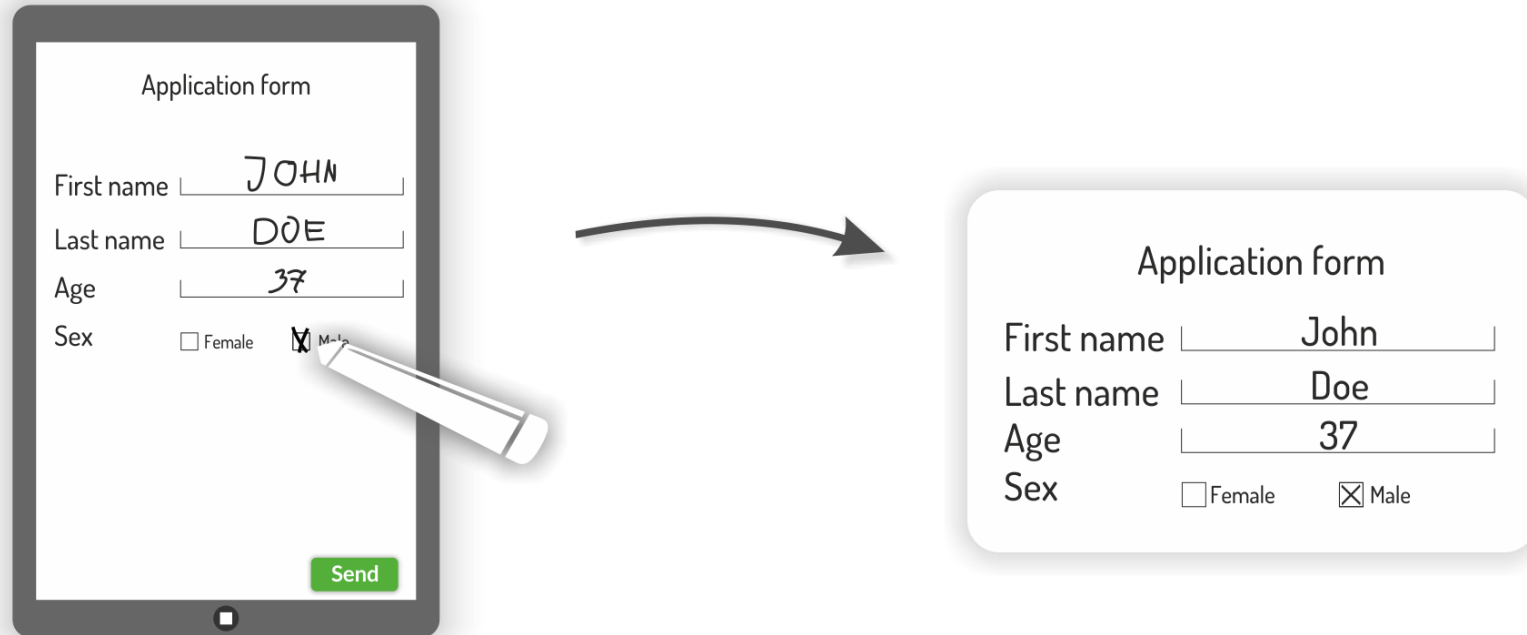 Application form
First name JOHN
Last name DOE
Age 37
Sex Female Male
Send
Application form
First name John
Last name Doe
Age 37
Sex Female Male